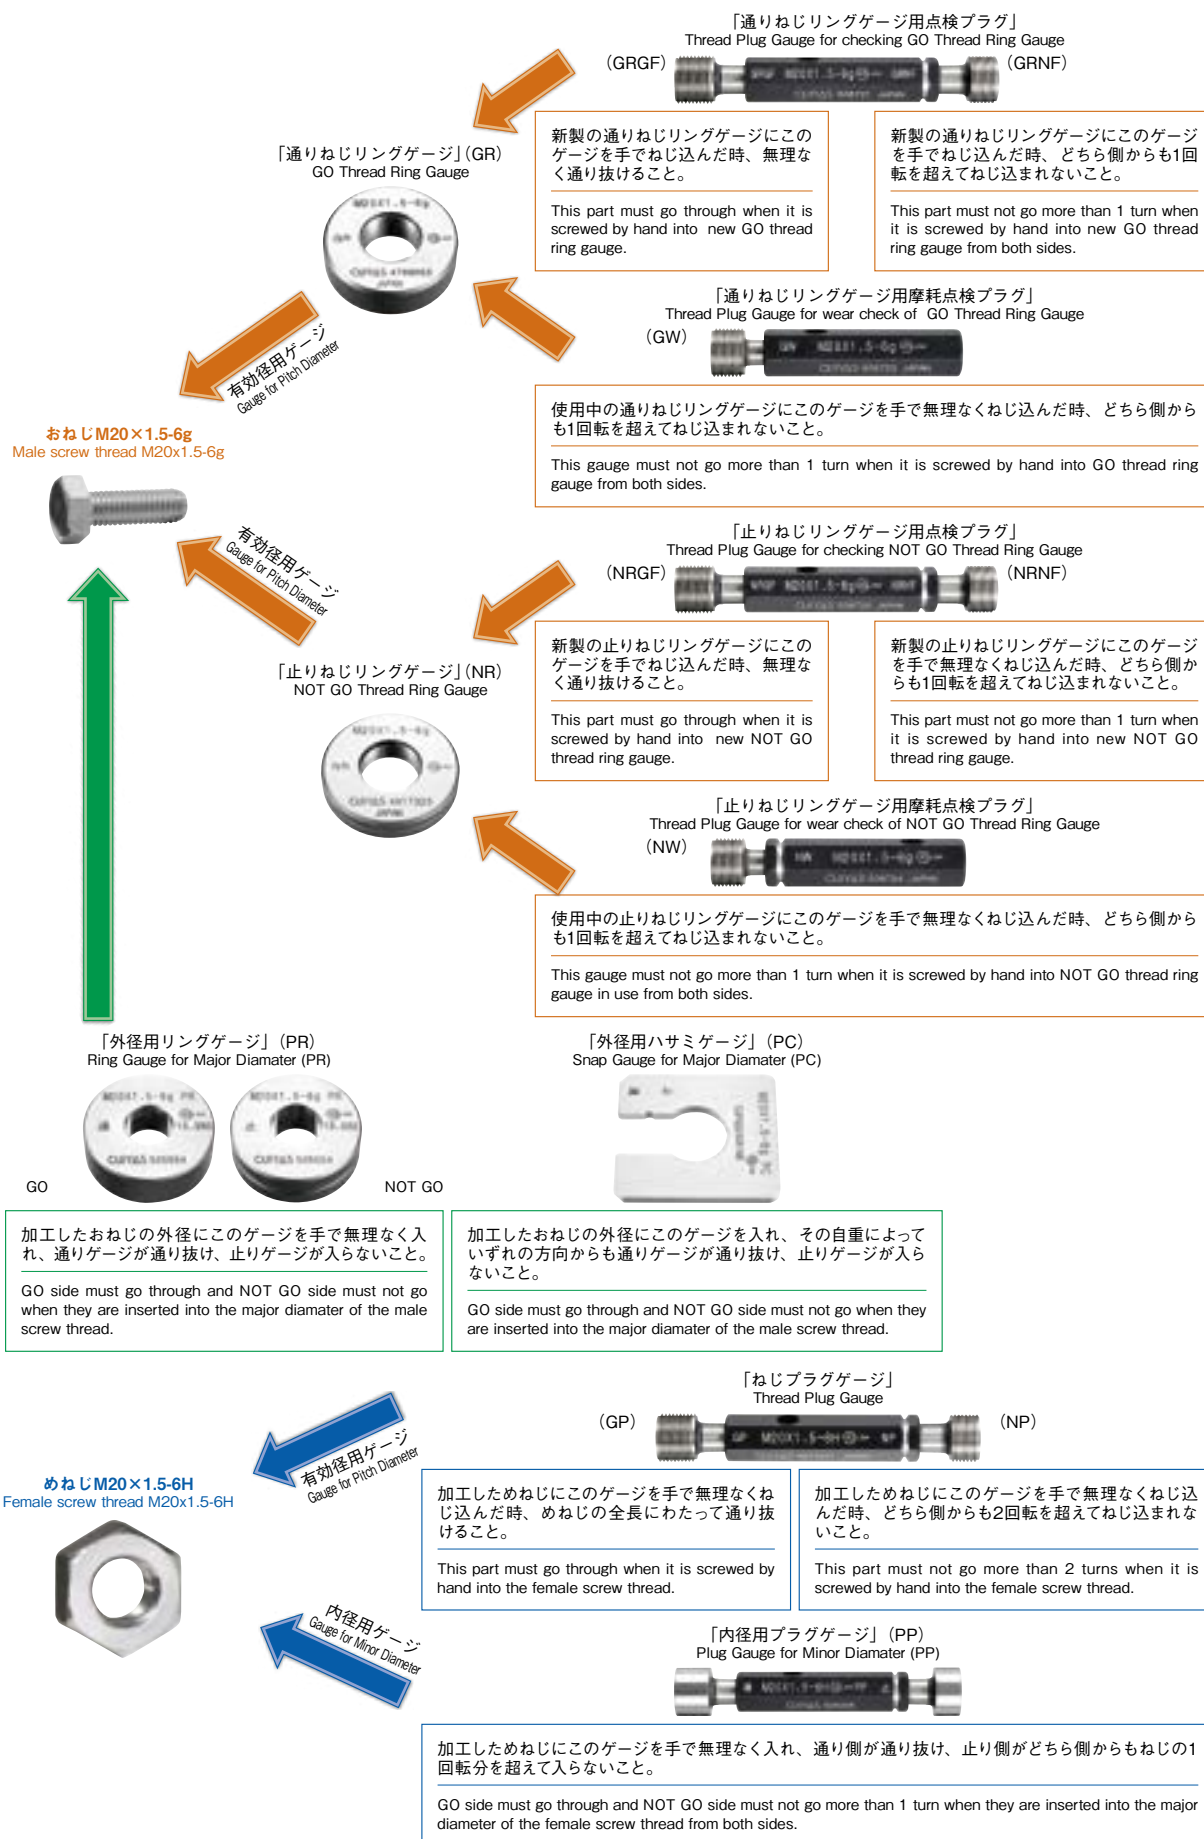 「通りねじリングゲージ用点検プラグ」
Thread Plug Gauge for checking GO Thread Ring Gauge
(GRGF)
(GRNF)
新製の通りねじリングゲージにこの
ゲージを手でねじ込んだ時、無理な
く通り抜けること。
This part must go through when it is
screwed by hand into new GO thread
ring gauge.
新製の通りねじリングゲージにこのゲージ
を手でねじ込んだ時、どちら側からも1回
転を超えてねじ込まれないこと。
This part must not go more than 1 turn when
it is screwed by hand into new GO thread
ring gauge from both sides.
「通りねじリングゲージ」(GR)
GO Thread Ring Gauge
M20X1.5-6g
GR
JAPAN
「通りねじリングゲージ用摩耗点検プラグ」
Thread Plug Gauge for wear check of GO Thread Ring Gauge
(GW)
GW M20X1.5-6g
使用中の通りねじリングゲージにこのゲージを手で無理なくねじ込んだ時、どちら側から
も1回転を超えてねじ込まれないこと。
This gauge must not go more than 1 turn when it is screwed by hand into GO thread ring
gauge from both sides.
有効径用ゲージ
Gauge for Pitch Diameter
おねじM20×1.5-6g
Male screw thread M20x1.5-6g
有効径用ゲージ
Gauge for Pitch Diameter
「止りねじリングゲージ用点検プラグ」
Thread Plug Gauge for checking NOT GO Thread Ring Gauge
(NRGF)
(NRNF)
新製の止りねじリングゲージにこの
ゲージを手でねじ込んだ時、無理な
く通り抜けること。
This part must go through when it is
screwed by hand into new NOT GO
thread ring gauge.
新製の止りねじリングゲージにこのゲージ
を手で無理なくねじ込んだ時、どちら側か
らも1回転を超えてねじ込まれないこと。
This part must not go more than 1 turn when
it is screwed by hand into new NOT GO
thread ring gauge.
「止りねじリングゲージ」(NR)
NOT GO Thread Ring Gauge
M20X1.5-6g
「止りねじリングゲージ用摩耗点検プラグ」
Thread Plug Gauge for wear check of NOT GO Thread Ring Gauge
(NW)
NW M20X1.5-6g
使用中の止りねじリングゲージにこのゲージを手で無理なくねじ込んだ時、どちら側から
も1回転を超えてねじ込まれないこと。
This gauge must not go more than 1 turn when it is screwed by hand into NOT GO thread ring
gauge in use from both sides.
「外径用リングゲージ」(PR)
Ring Gauge for Major Diamater (PR)
GO
NOT GO
加工したおねじの外径にこのゲージを手で無理なく入
れ、通りゲージが通り抜け、止りゲージが入らないこと。
GO side must go through and NOT GO side must not go
when they are inserted into the major diamater of the male
screw thread.
「外径用ハサミゲージ」(PC)
Snap Gauge for Major Diamater (PC)
加工したおねじの外径にこのゲージを入れ、その自重によって
いずれの方向からも通りゲージが通り抜け、止りゲージが入ら
ないこと。
GO side must go through and NOT GO side must not go when they
are inserted into the major diamater of the male screw thread.
「ねじプラグゲージ」
Thread Plug Gauge
(GP)
GP M20X1.5-6H NP
(NP)
有効径用ゲージ
Gauge for Pitch Diameter
加工しためねじにこのゲージを手で無理なくね
じ込んだ時、めねじの全長にわたって通り抜
けること。
This part must go through when it is screwed by
hand into the female screw thread.
加工しためねじにこのゲージを手で無理なくねじ込
んだ時、どちら側からも2回転を超えてねじ込まれな
いこと。
This part must not go more than 2 turns when it is
screwed by hand into the female screw thread.
めねじM20×1.5-6H
Female screw thread M20x1.5-6H
内径用ゲージ
Gauge for Minor Diameter
「内径用プラグゲージ」(PP)
Plug Gauge for Minor Diamater (PP)
加工しためねじにこのゲージを手で無理なく入れ、通り側が通り抜け、止り側がどちら側からもねじの1
回転分を超えて入らないこと。
GO side must go through and NOT GO side must not go more than 1 turn when they are inserted into the major
diameter of the female screw thread from both sides.